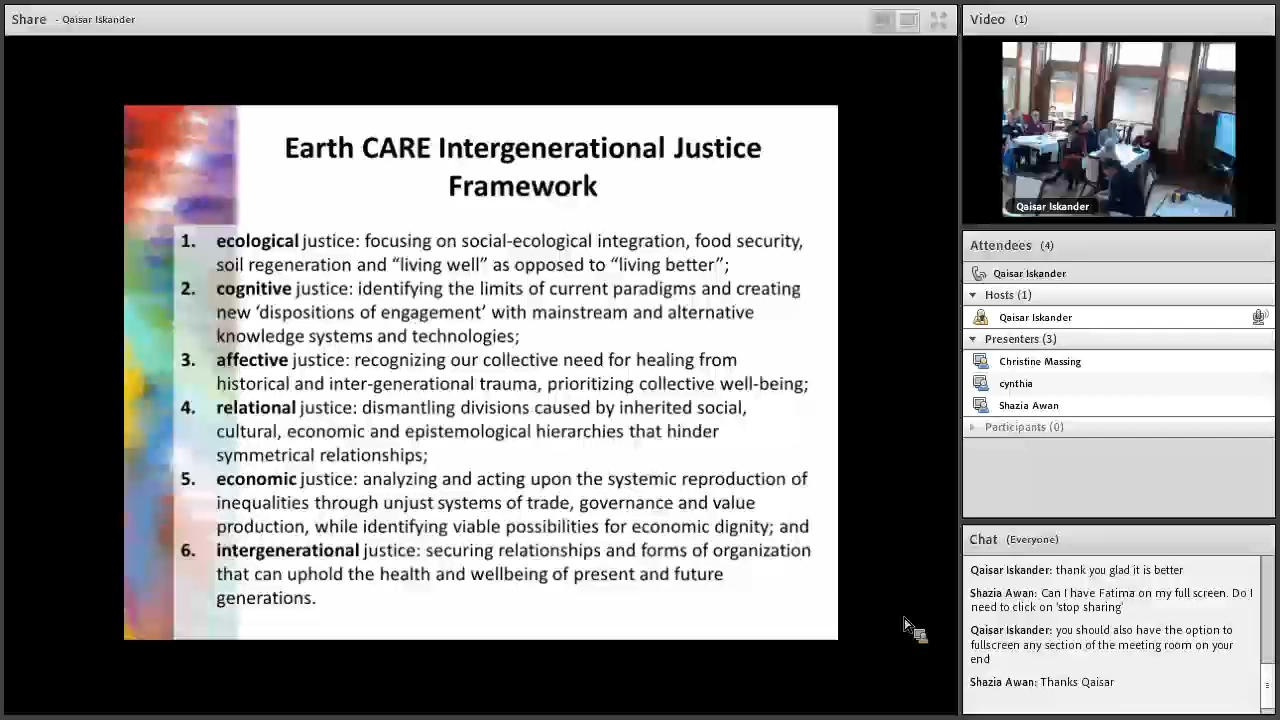 Share - Qaisar Iskander
Earth CARE Intergenerational Justice
Framework
1. ecological justice: focusing on social-ecological integration, food security,
soil regeneration and “living well” as opposed to “living better”;
2. cognitive justice: identifying the limits of current paradigms and creating
new ‘dispositions of engagement’ with mainstream and alternative
knowledge systems and technologies;
3. affective justice: recognizing our collective need for healing from
historical and inter-generational trauma, prioritizing collective well-being;
4. relational justice: dismantling divisions caused by inherited social,
cultural, economic and epistemological hierarchies that hinder
symmetrical relationships;
5. economic justice: analyzing and acting upon the systemic reproduction of
inequalities through unjust systems of trade, governance and value
production, while identifying viable possibilities for economic dignity; and
6. intergenerational justice: securing relationships and forms of organization
that can uphold the health and wellbeing of present and future
generations.
Video (1)
Qaisar Iskander
Attendees (4)
Qaisar Iskander
Hosts (1)
Qaisar Iskander
Presenters (3)
Christine Massing
cynthia
Shazia Awan
Participants (0)
Chat (Everyone)
Qaisar Iskander: thank you glad it is better
Shazia Awan: Can I have Fatima on my full screen. Do I
need to click on 'stop sharing'
Qaisar Iskander: you should also have the option to
fullscreen any section of the meeting room on your
end
Shazia Awan: Thanks Qaisar